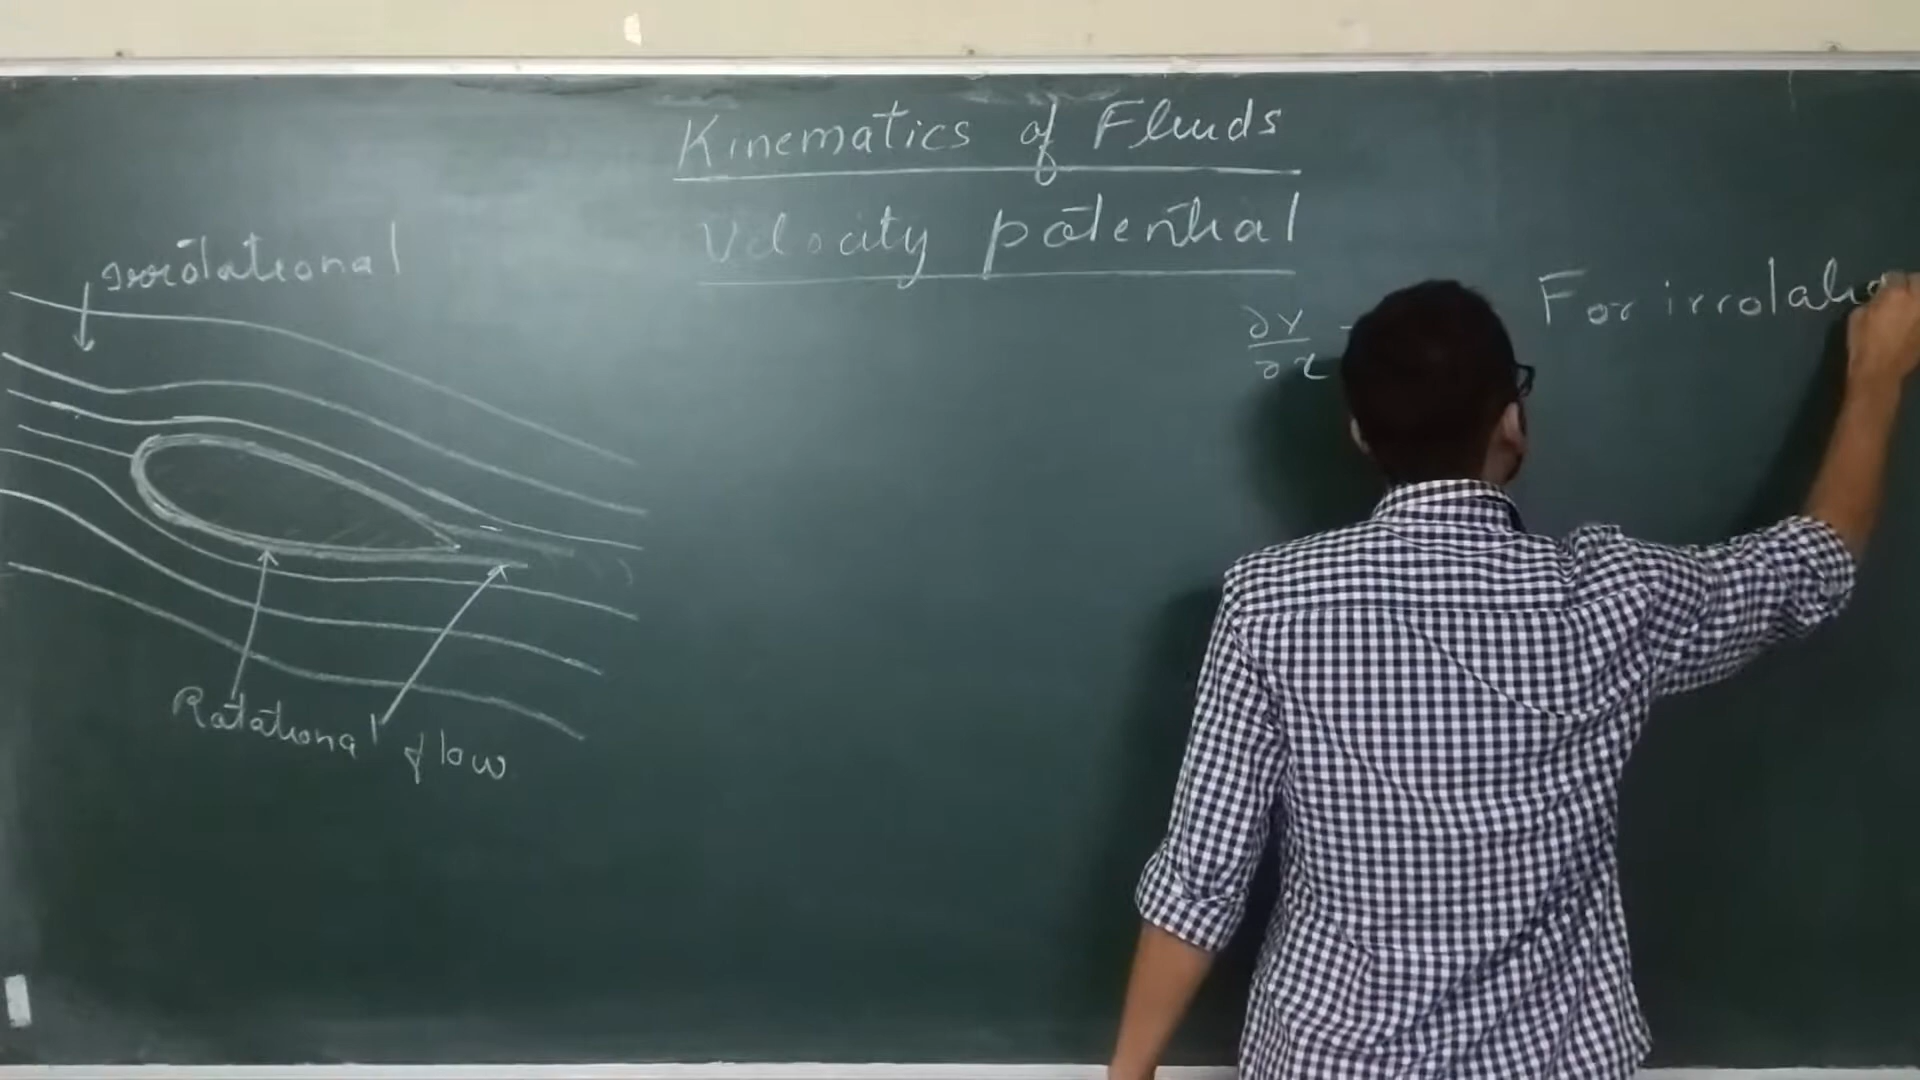 Kinematics of Fluids
Velocity potential
Irrotational
∂v/∂x -
For irrotatio
Rotational flow